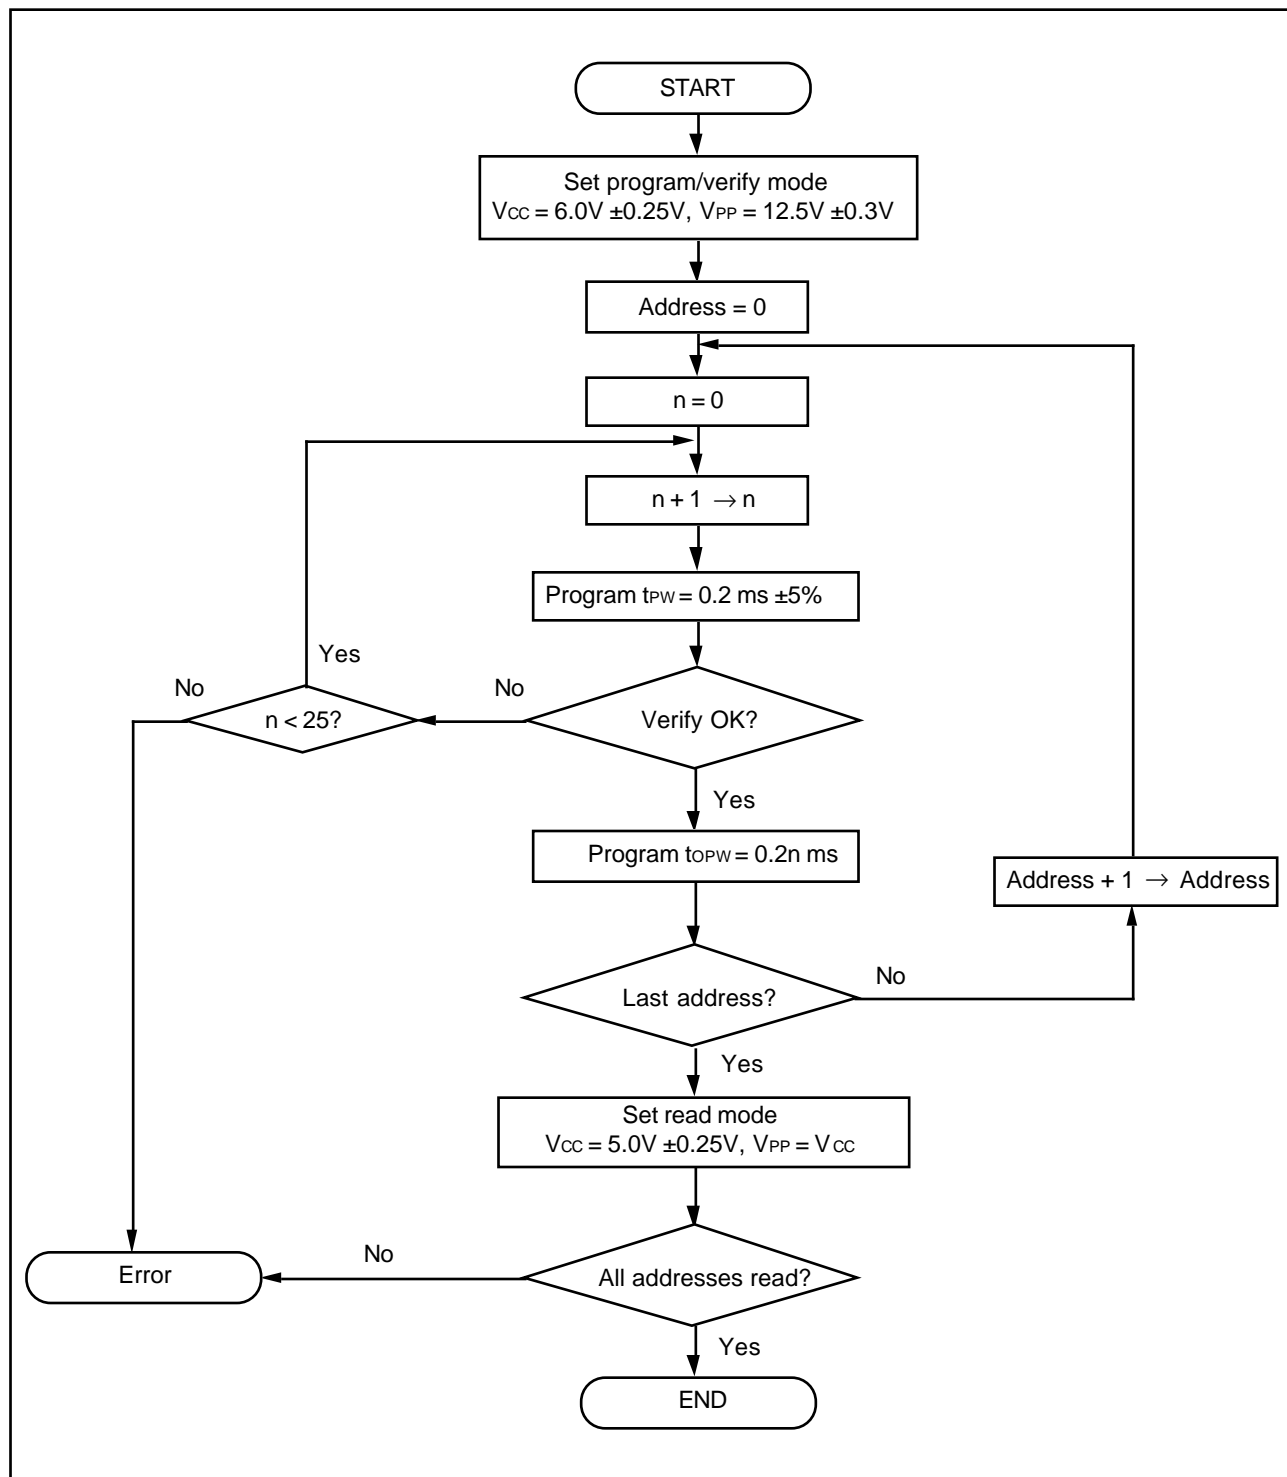 START
Set program/verify mode
VCC = 6.0V ±0.25V, VPP = 12.5V ±0.3V
Address = 0
n = 0
n + 1 → n
Program tPW = 0.2 ms ±5%
Yes
No
n < 25?
No
Verify OK?
Yes
Program tOPW = 0.2n ms
Address + 1 → Address
Last address?
No
Yes
Set read mode
VCC = 5.0V ±0.25V, VPP = VCC
Error
No
All addresses read?
Yes
END